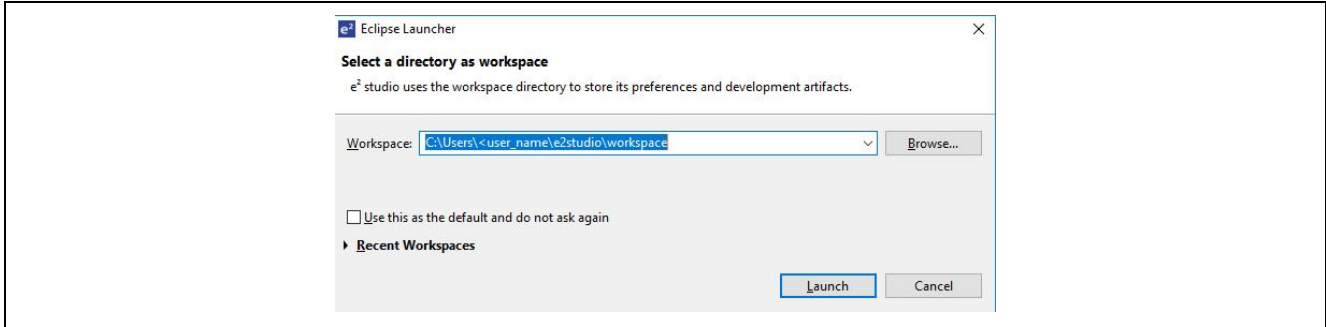 e² Eclipse Launcher
Select a directory as workspace
e² studio uses the workspace directory to store its preferences and development artifacts.
Workspace: C:\Users\<user_name\e2studio\workspace Browse...
Use this as the default and do not ask again
Recent Workspaces
Launch Cancel